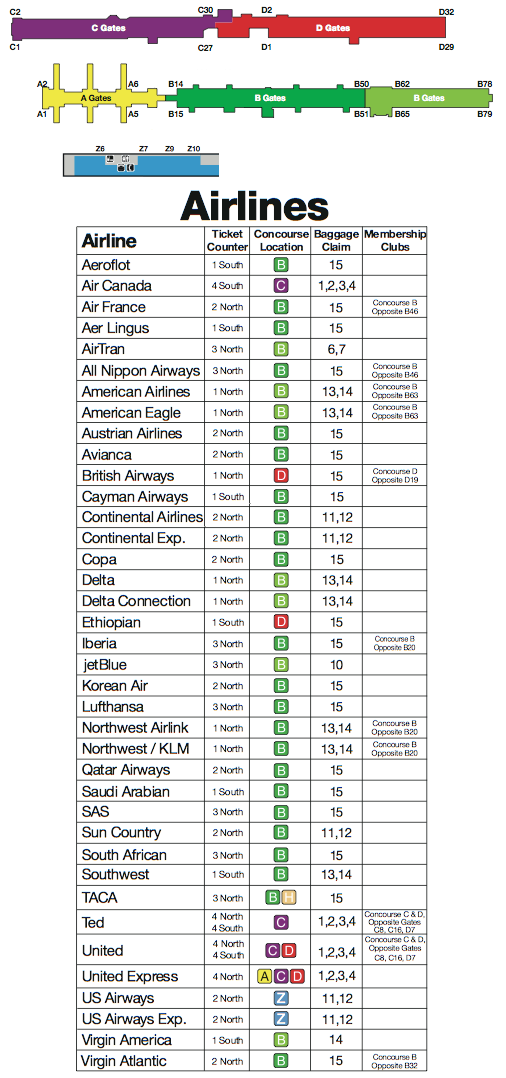 C2 C30 D2 D32
C Gates D Gates
C1 C27 D1 D29
A2 A6 B14 B50 B62 B78
A Gates B Gates B Gates
A1 A5 B15 B51 B65 B79
Z6 Z7 Z9 Z10
Airlines
Airline Ticket Counter Concourse Location Baggage Claim Membership Clubs
Aeroflot 1 South B 15
Air Canada 4 South C 1,2,3,4
Air France 2 North B 15 Concourse B Opposite B46
Aer Lingus 1 South B 15
AirTran 3 North B 6,7
All Nippon Airways 3 North B 15 Concourse B Opposite B46
American Airlines 1 North B 13,14 Concourse B Opposite B63
American Eagle 1 North B 13,14 Concourse B Opposite B63
Austrian Airlines 2 North B 15
Avianca 2 North B 15
British Airways 1 North D 15 Concourse D Opposite D19
Cayman Airways 1 South B 15
Continental Airlines 2 North B 11,12
Continental Exp. 2 North B 11,12
Copa 2 North B 15
Delta 1 North B 13,14
Delta Connection 1 North B 13,14
Ethiopian 1 South D 15
Iberia 3 North B 15 Concourse B Opposite B20
jetBlue 3 North B 10
Korean Air 2 North B 15
Lufthansa 3 North B 15
Northwest Airlink 1 North B 13,14 Concourse B Opposite B20
Northwest / KLM 1 North B 13,14 Concourse B Opposite B20
Qatar Airways 2 North B 15
Saudi Arabian 1 South B 15
SAS 3 North B 15
Sun Country 2 North B 11,12
South African 3 North B 15
Southwest 1 South B 13,14
TACA 3 North B H 15
Ted 4 North 4 South C 1,2,3,4 Concourse C & D, Opposite Gates C8, C16, D7
United 4 North 4 South C D 1,2,3,4 Concourse C & D, Opposite Gates C8, C16, D7
United Express 4 North A C D 1,2,3,4
US Airways 2 North Z 11,12
US Airways Exp. 2 North Z 11,12
Virgin America 1 South B 14
Virgin Atlantic 2 North B 15 Concourse B Opposite B32